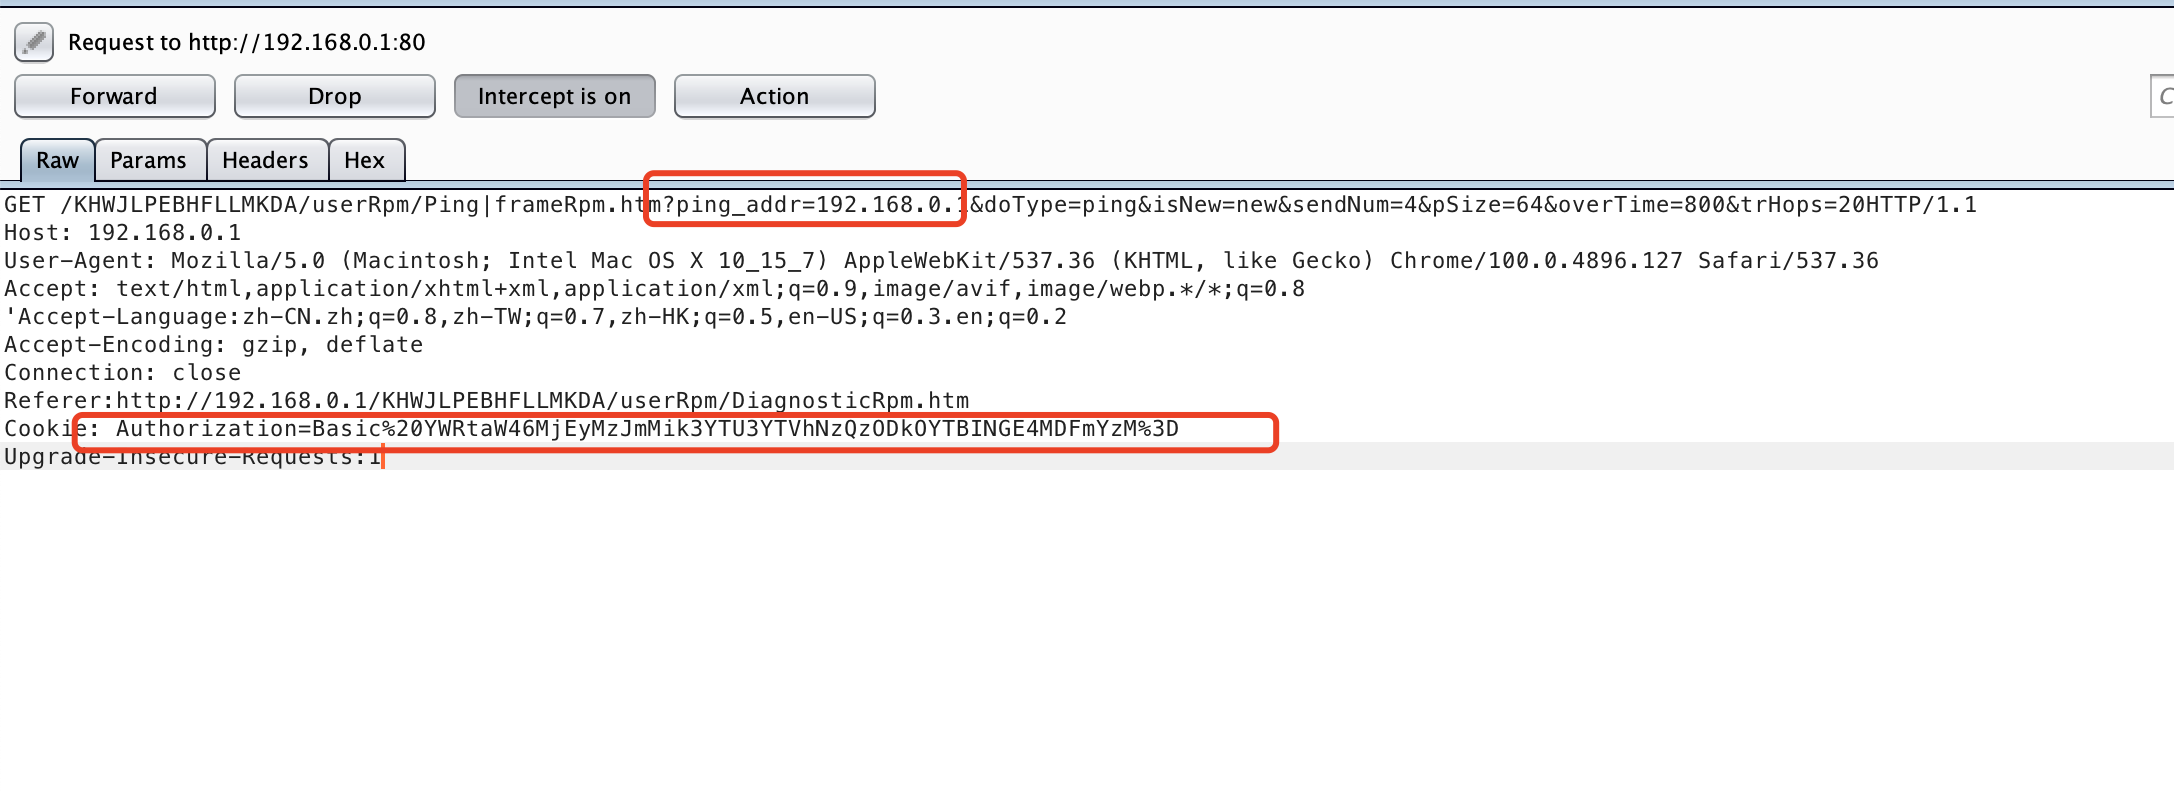 Request to http://192.168.0.1:80
Forward Drop Intercept is on Action
Raw Params Headers Hex
GET /KHWJLPEBHFLLMKDA/userRpm/Ping|frameRpm.htm?ping_addr=192.168.0.1&doType=ping&isNew=new&sendNum=4&pSize=64&overTime=800&trHops=20HTTP/1.1
Host: 192.168.0.1
User-Agent: Mozilla/5.0 (Macintosh; Intel Mac OS X 10_15_7) AppleWebKit/537.36 (KHTML, like Gecko) Chrome/100.0.4896.127 Safari/537.36
Accept: text/html,application/xhtml+xml,application/xml;q=0.9,image/avif,image/webp.*/*;q=0.8
'Accept-Language:zh-CN.zh;q=0.8,zh-TW;q=0.7,zh-HK;q=0.5,en-US;q=0.3.en;q=0.2
Accept-Encoding: gzip, deflate
Connection: close
Referer:http://192.168.0.1/KHWJLPEBHFLLMKDA/userRpm/DiagnosticRpm.htm
Cookie: Authorization=Basic%20YWRtaW46MjEyMzJmMik3YTU3YTVhNzQzODkOYTBINGE4MDFmYzM%3D
Upgrade-Insecure-Requests:1